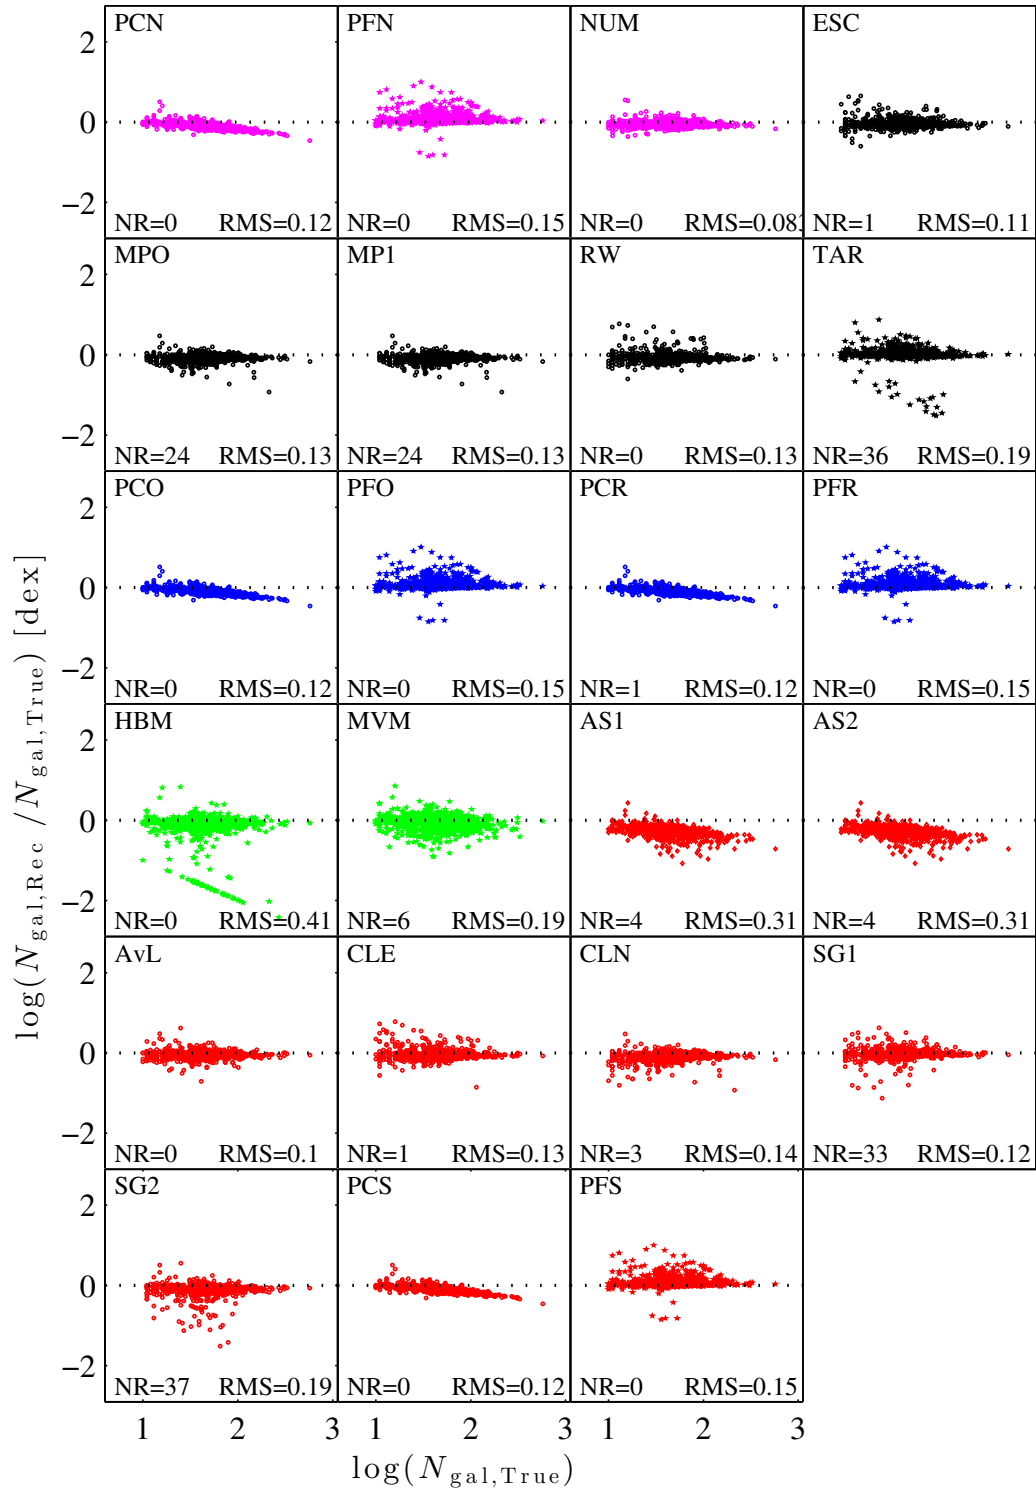 PCN PFN NUM ESC
2
0
−2
NR=0 RMS=0.12 NR=0 RMS=0.15 NR=0 RMS=0.08 NR=1 RMS=0.11
MPO MP1 RW TAR
2
0
−2
NR=24 RMS=0.13 NR=24 RMS=0.13 NR=0 RMS=0.13 NR=36 RMS=0.19
PCO PFO PCR PFR
2
0
−2
NR=0 RMS=0.12 NR=0 RMS=0.15 NR=1 RMS=0.12 NR=0 RMS=0.15
log(N_gal,Rec /N_gal,True) [dex]
HBM MVM AS1 AS2
2
0
−2
NR=0 RMS=0.41 NR=6 RMS=0.19 NR=4 RMS=0.31 NR=4 RMS=0.31
AvL CLE CLN SG1
2
0
−2
NR=0 RMS=0.1 NR=1 RMS=0.13 NR=3 RMS=0.14 NR=33 RMS=0.12
SG2 PCS PFS
2
0
−2
NR=37 RMS=0.19 NR=0 RMS=0.12 NR=0 RMS=0.15
1 2 3 1 2 3 1 2 3
log(N_gal,True)